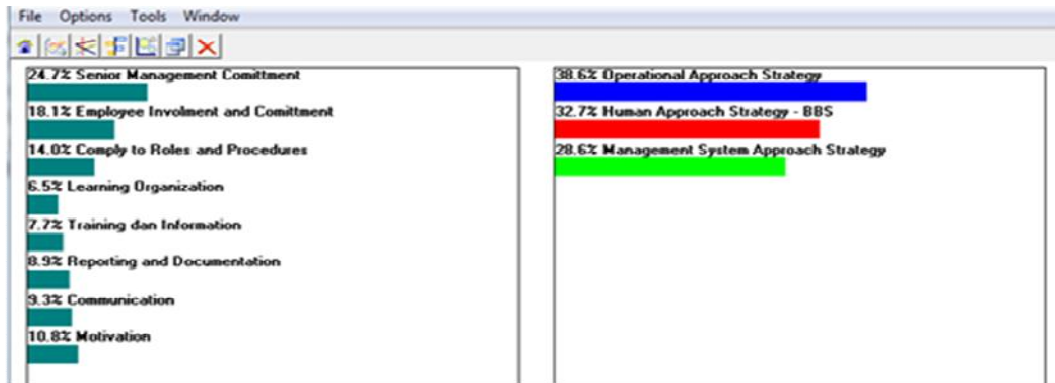 File Options Tools Window
24.7% Senior Management Comittment
18.1% Employee Involment and Comittment
14.0% Comply to Roles and Procedures
6.5% Learning Organization
7.7% Training dan Information
8.9% Reporting and Documentation
9.3% Communication
10.8% Motivation
38.6% Operational Approach Strategy
32.7% Human Approach Strategy - BBS
28.6% Management System Approach Strategy